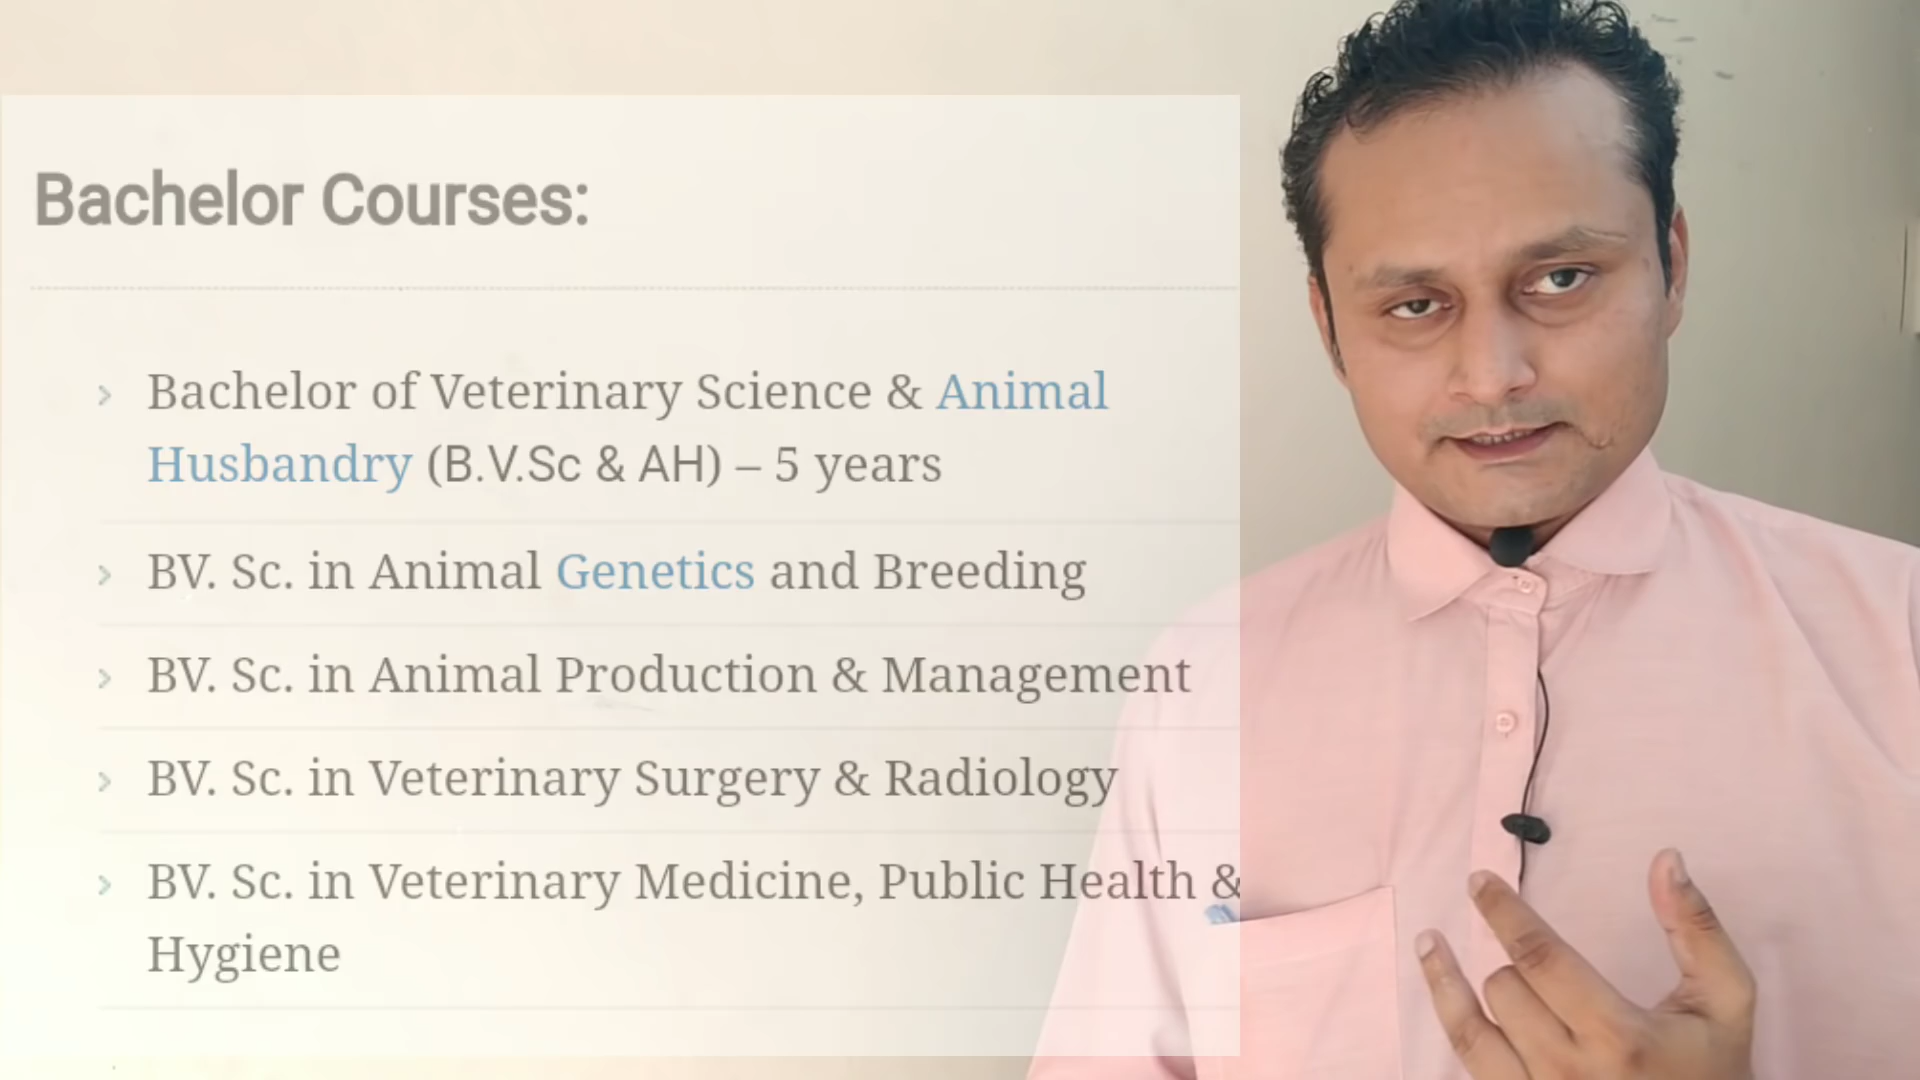 Bachelor Courses:
Bachelor of Veterinary Science & Animal
Husbandry (B.V.Sc & AH) – 5 years
BV. Sc. in Animal Genetics and Breeding
BV. Sc. in Animal Production & Management
BV. Sc. in Veterinary Surgery & Radiology
BV. Sc. in Veterinary Medicine, Public Health &
Hygiene